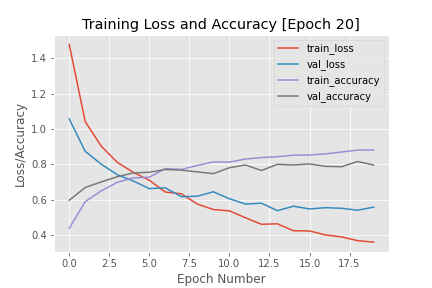 Training Loss and Accuracy [Epoch 20]
train_loss
val_loss
train_accuracy
val_accuracy
Loss/Accuracy
1.4
1.2
1.0
0.8
0.6
0.4
0.0 2.5 5.0 7.5 10.0 12.5 15.0 17.5
Epoch Number